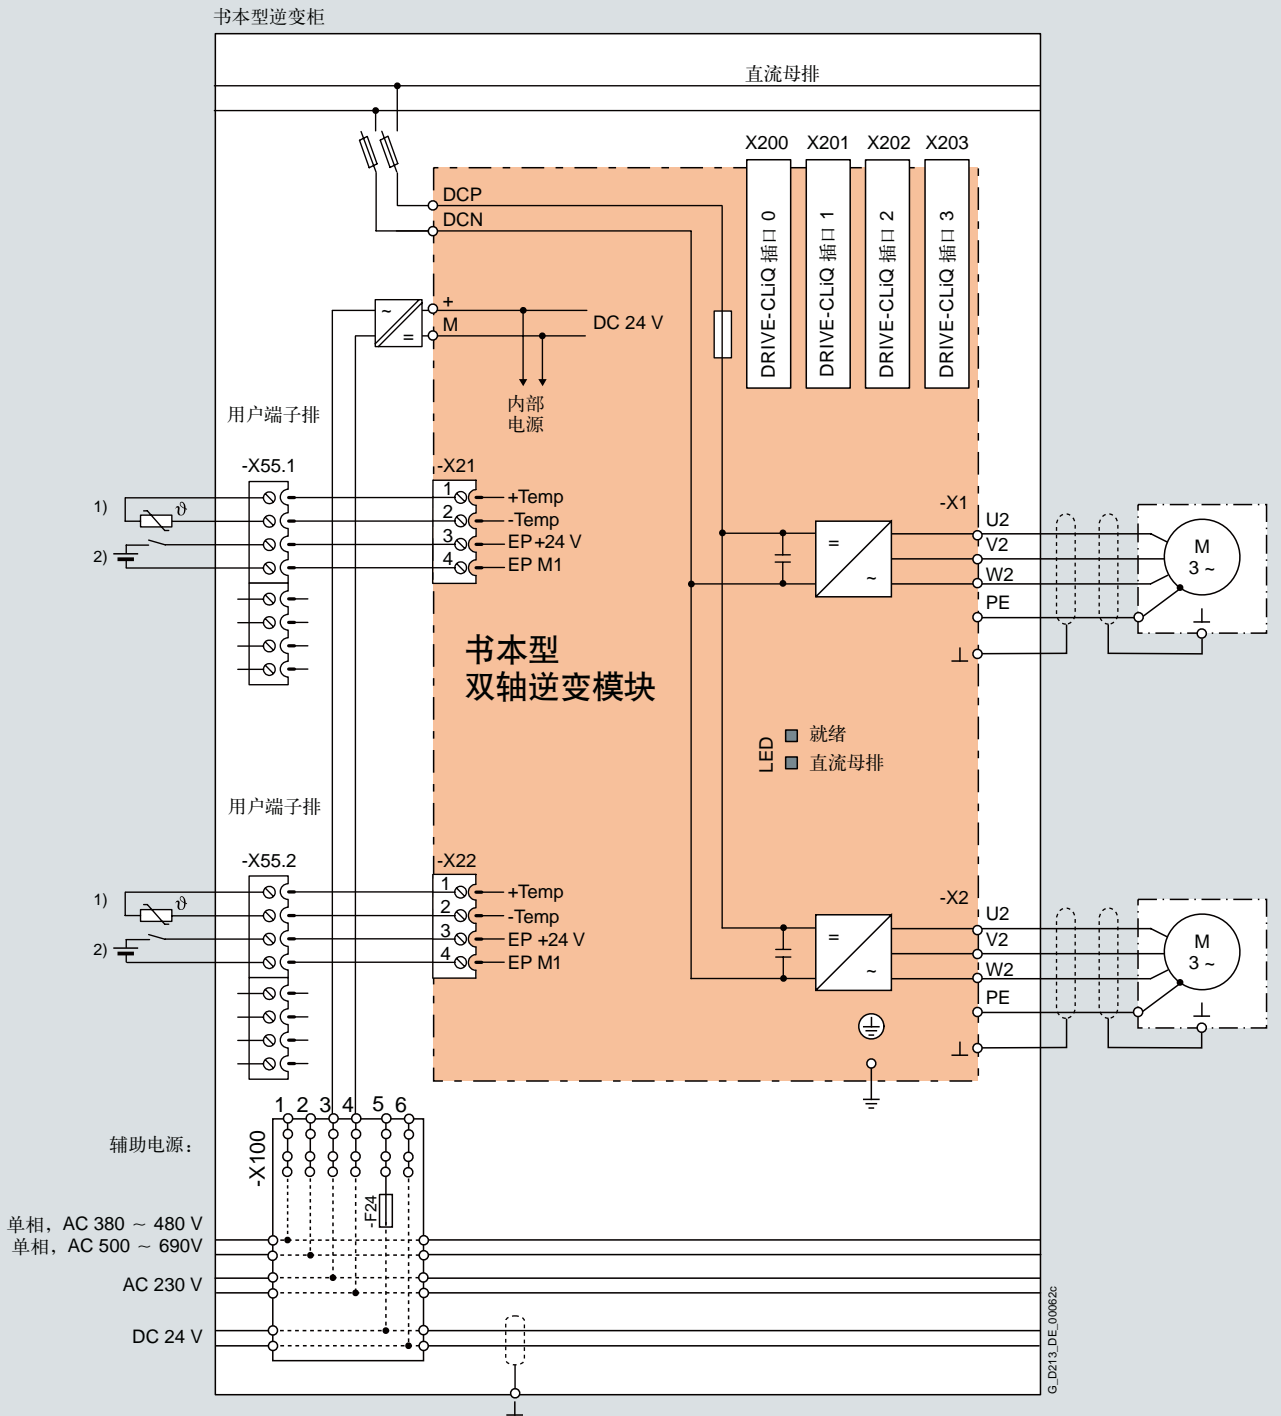 书本型逆变柜
直流母排
X200 X201 X202 X203
DRIVE-CLiQ 插口 0
DRIVE-CLiQ 插口 1
DRIVE-CLiQ 插口 2
DRIVE-CLiQ 插口 3
DCP
DCN
~
=
+
M
DC 24 V
内部
电源
用户端子排
-X55.1
-X21
1)
ϑ
2)
1 +Temp
2 -Temp
3 EP +24 V
4 EP M1
-X1
=
~
U2
V2
W2
PE
M
3 ~
书本型
双轴逆变模块
LED
就绪
直流母排
用户端子排
-X55.2
-X22
1)
ϑ
2)
1 +Temp
2 -Temp
3 EP +24 V
4 EP M1
-X2
=
~
U2
V2
W2
PE
M
3 ~
1 2 3 4 5 6
-X100
-F24
辅助电源：
单相，AC 380 ~ 480 V
单相，AC 500 ~ 690V
AC 230 V
DC 24 V
G_D213_DE_00062c